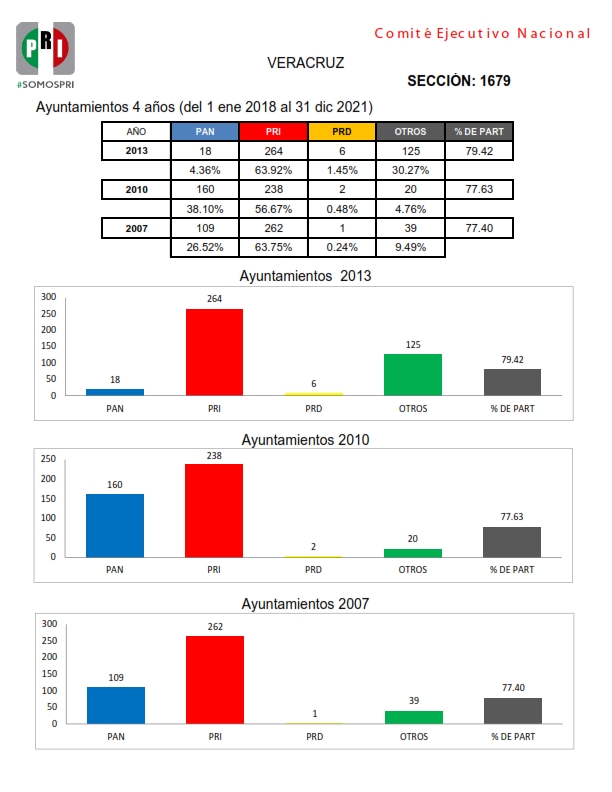 Comité Ejecutivo Nacional
PRI
#SOMOSPRI
VERACRUZ
SECCIÓN: 1679
Ayuntamientos 4 años (del 1 ene 2018 al 31 dic 2021)
AÑO PAN PRI PRD OTROS % DE PART
2013 18 264 6 125 79.42
4.36% 63.92% 1.45% 30.27%
2010 160 238 2 20 77.63
38.10% 56.67% 0.48% 4.76%
2007 109 262 1 39 77.40
26.52% 63.75% 0.24% 9.49%
Ayuntamientos 2013
300
250
200
150
100
50
0
18 264 6 125 79.42
PAN PRI PRD OTROS % DE PART
Ayuntamientos 2010
250
200
150
100
50
0
160 238 2 20 77.63
PAN PRI PRD OTROS % DE PART
Ayuntamientos 2007
300
250
200
150
100
50
0
109 262 1 39 77.40
PAN PRI PRD OTROS % DE PART